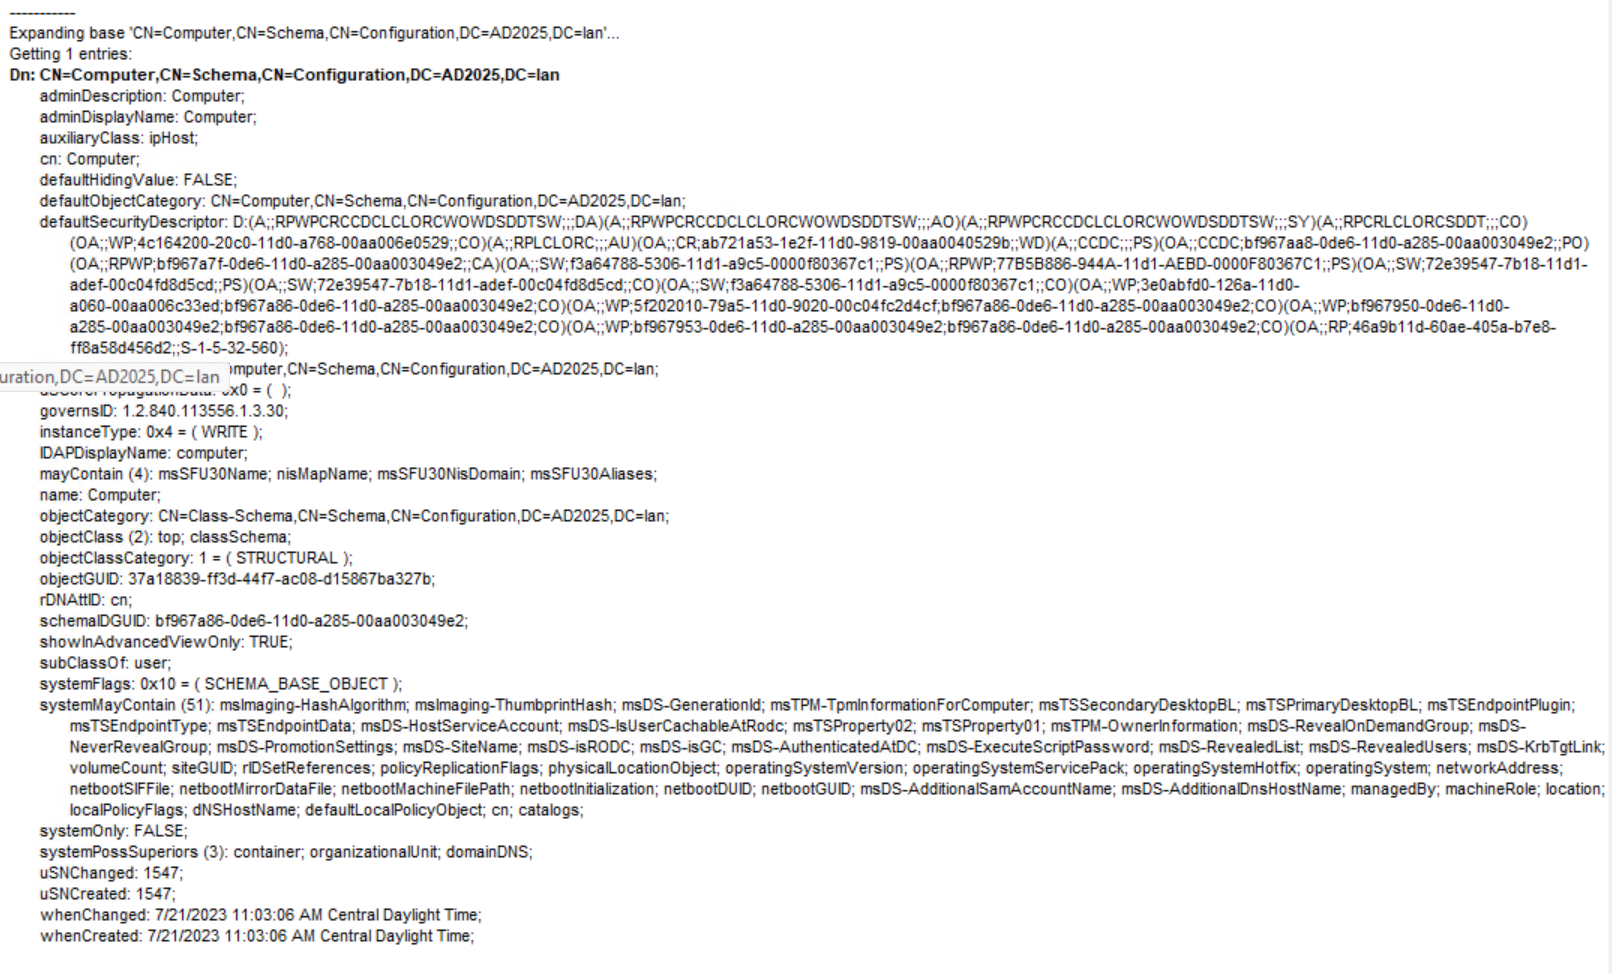 -----------
Expanding base 'CN=Computer,CN=Schema,CN=Configuration,DC=AD2025,DC=lan'...
Getting 1 entries:
Dn: CN=Computer,CN=Schema,CN=Configuration,DC=AD2025,DC=lan
adminDescription: Computer;
adminDisplayName: Computer;
auxiliaryClass: ipHost;
cn: Computer;
defaultHidingValue: FALSE;
defaultObjectCategory: CN=Computer,CN=Schema,CN=Configuration,DC=AD2025,DC=lan;
defaultSecurityDescriptor: D:(A;;RPWPCRCCDCLCLORCWOWDSDDTSW;;;DA)(A;;RPWPCRCCDCLCLORCWOWDSDDTSW;;;AO)(A;;RPWPCRCCDCLCLORCWOWDSDDTSW;;;SY)(A;;RPCRLCLORCSDDT;;;CO)
(OA;;WP;4c164200-20c0-11d0-a768-00aa006e0529;;CO)(A;;RPLCLORC;;;AU)(OA;;CR;ab721a53-1e2f-11d0-9819-00aa0040529b;;WD)(A;;CCDC;;;PS)(OA;;CCDC;bf967aa8-0de6-11d0-a285-00aa003049e2;;PO)
(OA;;RPWP;bf967a7f-0de6-11d0-a285-00aa003049e2;;CA)(OA;;SW;f3a64788-5306-11d1-a9c5-0000f80367c1;;PS)(OA;;RPWP;77B5B886-944A-11d1-AEBD-0000F80367C1;;PS)(OA;;SW;72e39547-7b18-11d1-
adef-00c04fd8d5cd;;PS)(OA;;SW;72e39547-7b18-11d1-adef-00c04fd8d5cd;;CO)(OA;;SW;f3a64788-5306-11d1-a9c5-0000f80367c1;;CO)(OA;;WP;3e0abfd0-126a-11d0-
a060-00aa006c33ed;bf967a86-0de6-11d0-a285-00aa003049e2;CO)(OA;;WP;5f202010-79a5-11d0-9020-00c04fc2d4cf;bf967a86-0de6-11d0-a285-00aa003049e2;CO)(OA;;WP;bf967950-0de6-11d0-
a285-00aa003049e2;bf967a86-0de6-11d0-a285-00aa003049e2;CO)(OA;;WP;bf967953-0de6-11d0-a285-00aa003049e2;bf967a86-0de6-11d0-a285-00aa003049e2;CO)(OA;;RP;46a9b11d-60ae-405a-b7e8-
ff8a58d456d2;;S-1-5-32-560);
omputer,CN=Schema,CN=Configuration,DC=AD2025,DC=lan;
uration,DC=AD2025,DC=lan
0x0 = (  );
governsID: 1.2.840.113556.1.3.30;
instanceType: 0x4 = ( WRITE );
lDAPDisplayName: computer;
mayContain (4): msSFU30Name; nisMapName; msSFU30NisDomain; msSFU30Aliases;
name: Computer;
objectCategory: CN=Class-Schema,CN=Schema,CN=Configuration,DC=AD2025,DC=lan;
objectClass (2): top; classSchema;
objectClassCategory: 1 = ( STRUCTURAL );
objectGUID: 37a18839-ff3d-44f7-ac08-d15867ba327b;
rDNAttID: cn;
schemaIDGUID: bf967a86-0de6-11d0-a285-00aa003049e2;
showInAdvancedViewOnly: TRUE;
subClassOf: user;
systemFlags: 0x10 = ( SCHEMA_BASE_OBJECT );
systemMayContain (51): msImaging-HashAlgorithm; msImaging-ThumbprintHash; msDS-GenerationId; msTPM-TpmInformationForComputer; msTSSecondaryDesktopBL; msTSPrimaryDesktopBL; msTSEndpointPlugin;
msTSEndpointType; msTSEndpointData; msDS-HostServiceAccount; msDS-IsUserCachableAtRodc; msTSProperty02; msTSProperty01; msTPM-OwnerInformation; msDS-RevealOnDemandGroup; msDS-
NeverRevealGroup; msDS-PromotionSettings; msDS-SiteName; msDS-isRODC; msDS-isGC; msDS-AuthenticatedAtDC; msDS-ExecuteScriptPassword; msDS-RevealedList; msDS-RevealedUsers; msDS-KrbTgtLink;
volumeCount; siteGUID; rIDSetReferences; policyReplicationFlags; physicalLocationObject; operatingSystemVersion; operatingSystemServicePack; operatingSystemHotfix; operatingSystem; networkAddress;
netbootSIFFile; netbootMirrorDataFile; netbootMachineFilePath; netbootInitialization; netbootDUID; netbootGUID; msDS-AdditionalSamAccountName; msDS-AdditionalDnsHostName; managedBy; machineRole; location;
localPolicyFlags; dNSHostName; defaultLocalPolicyObject; cn; catalogs;
systemOnly: FALSE;
systemPossSuperiors (3): container; organizationalUnit; domainDNS;
uSNChanged: 1547;
uSNCreated: 1547;
whenChanged: 7/21/2023 11:03:06 AM Central Daylight Time;
whenCreated: 7/21/2023 11:03:06 AM Central Daylight Time;